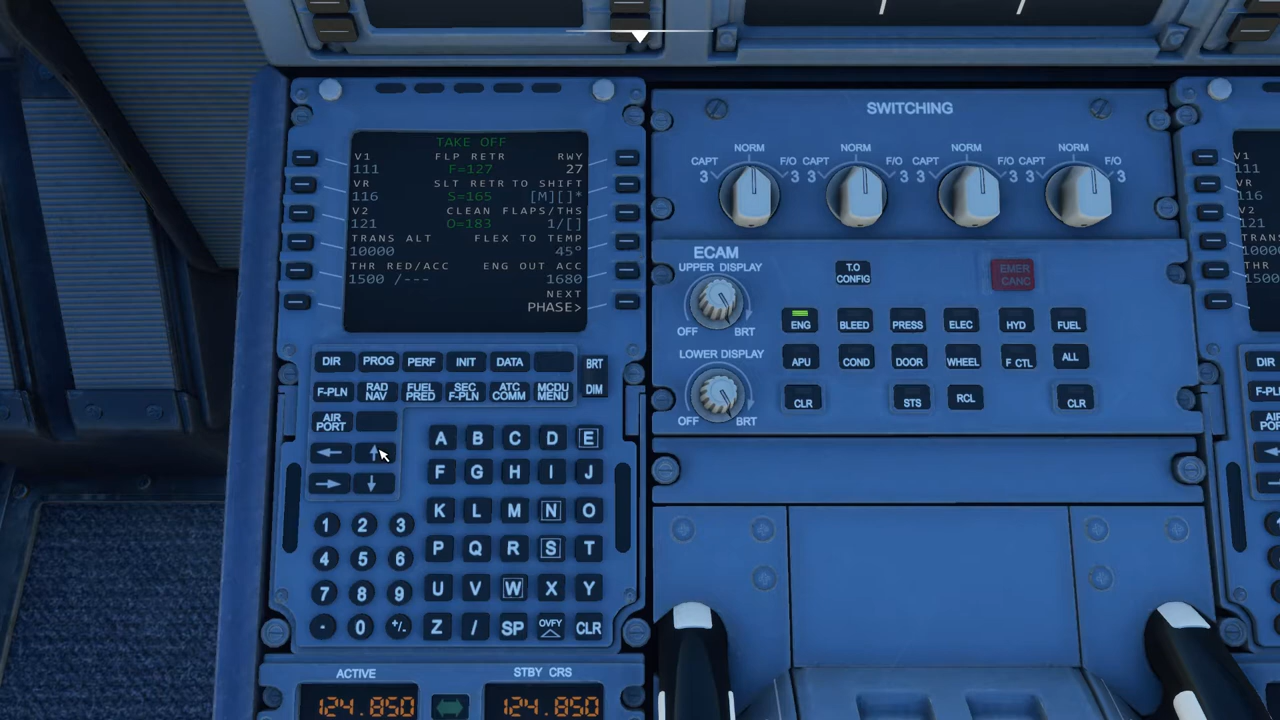 TAKE OFF
V1 FLP RETR RWY
111 F=127 27
VR SLT RETR TO SHIFT
116 S=165 [M][]*
V2 CLEAN FLAPS/THS
121 O=183 1/[]
TRANS ALT FLEX TO TEMP
10000 45°
THR RED/ACC ENG OUT ACC
1500 /--- 1680
NEXT
PHASE>
DIR PROG PERF INIT DATA BRT
F-PLN RAD NAV FUEL PRED SEC F-PLN ATC COMM MCDU MENU DIM
AIR PORT
A B C D E
F G H I J
K L M N O
1 2 3
P Q R S T
4 5 6
U V W X Y
7 8 9
Z / SP OVFY CLR
. 0 +/-
ACTIVE STBY CRS
124.850 124.850
SWITCHING
NORM NORM NORM NORM
CAPT F/O CAPT F/O CAPT F/O CAPT F/O
3 3 3 3 3 3 3 3
ECAM
UPPER DISPLAY
OFF BRT
LOWER DISPLAY
OFF BRT
T.O CONFIG
EMER CANC
ENG BLEED PRESS ELEC HYD FUEL
APU COND DOOR WHEEL F CTL ALL
CLR STS RCL CLR
V1
111
VR
116
V2
DIR